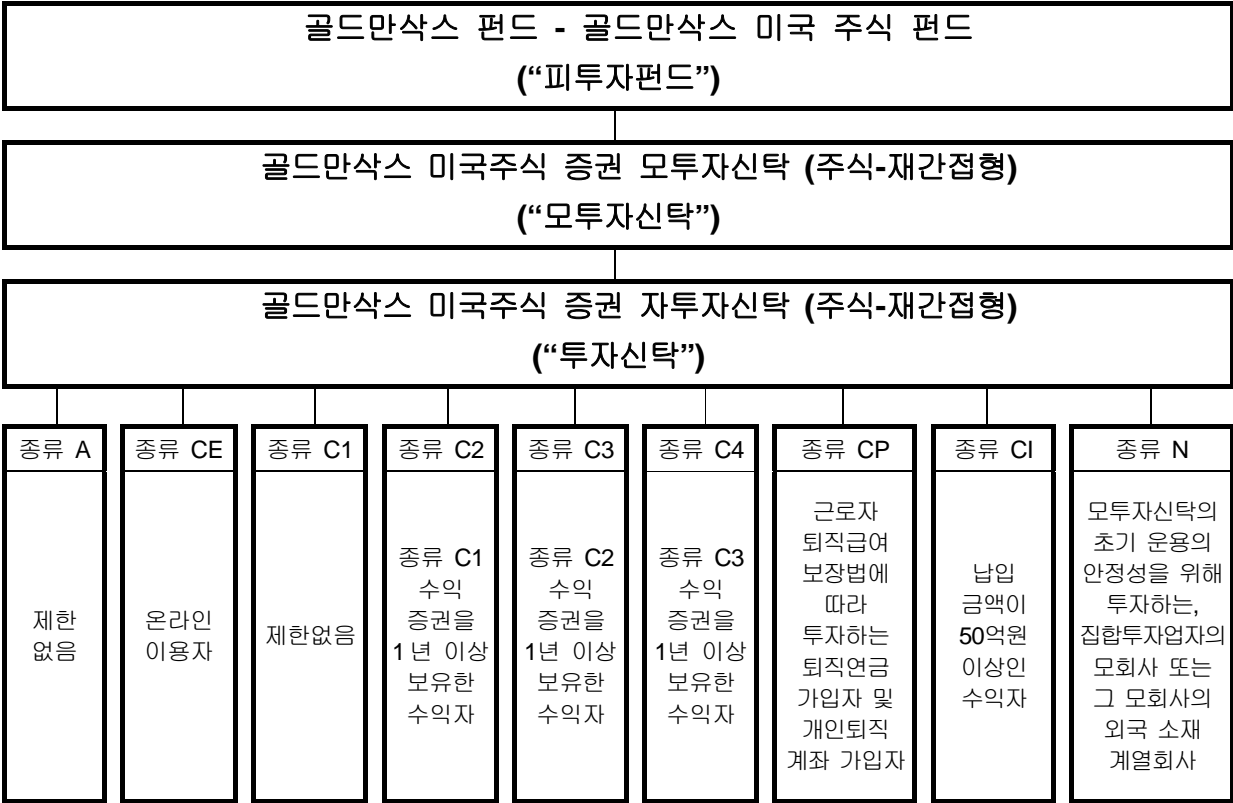 골드만삭스 펀드 - 골드만삭스 미국 주식 펀드
(“피투자펀드”)
골드만삭스 미국주식 증권 모투자신탁 (주식-재간접형)
(“모투자신탁”)
골드만삭스 미국주식 증권 자투자신탁 (주식-재간접형)
(“투자신탁”)
종류 A
제한
없음
종류 CE
온라인
이용자
종류 C1
제한없음
종류 C2
종류 C1
수익
증권을
1년 이상
보유한
수익자
종류 C3
종류 C2
수익
증권을
1년 이상
보유한
수익자
종류 C4
종류 C3
수익
증권을
1년 이상
보유한
수익자
종류 CP
근로자
퇴직급여
보장법에
따라
투자하는
퇴직연금
가입자 및
개인퇴직
계좌 가입자
종류 CI
납입
금액이
50억원
이상인
수익자
종류 N
모투자신탁의
초기 운용의
안정성을 위해
투자하는,
집합투자업자의
모회사 또는
그 모회사의
외국 소재
계열회사